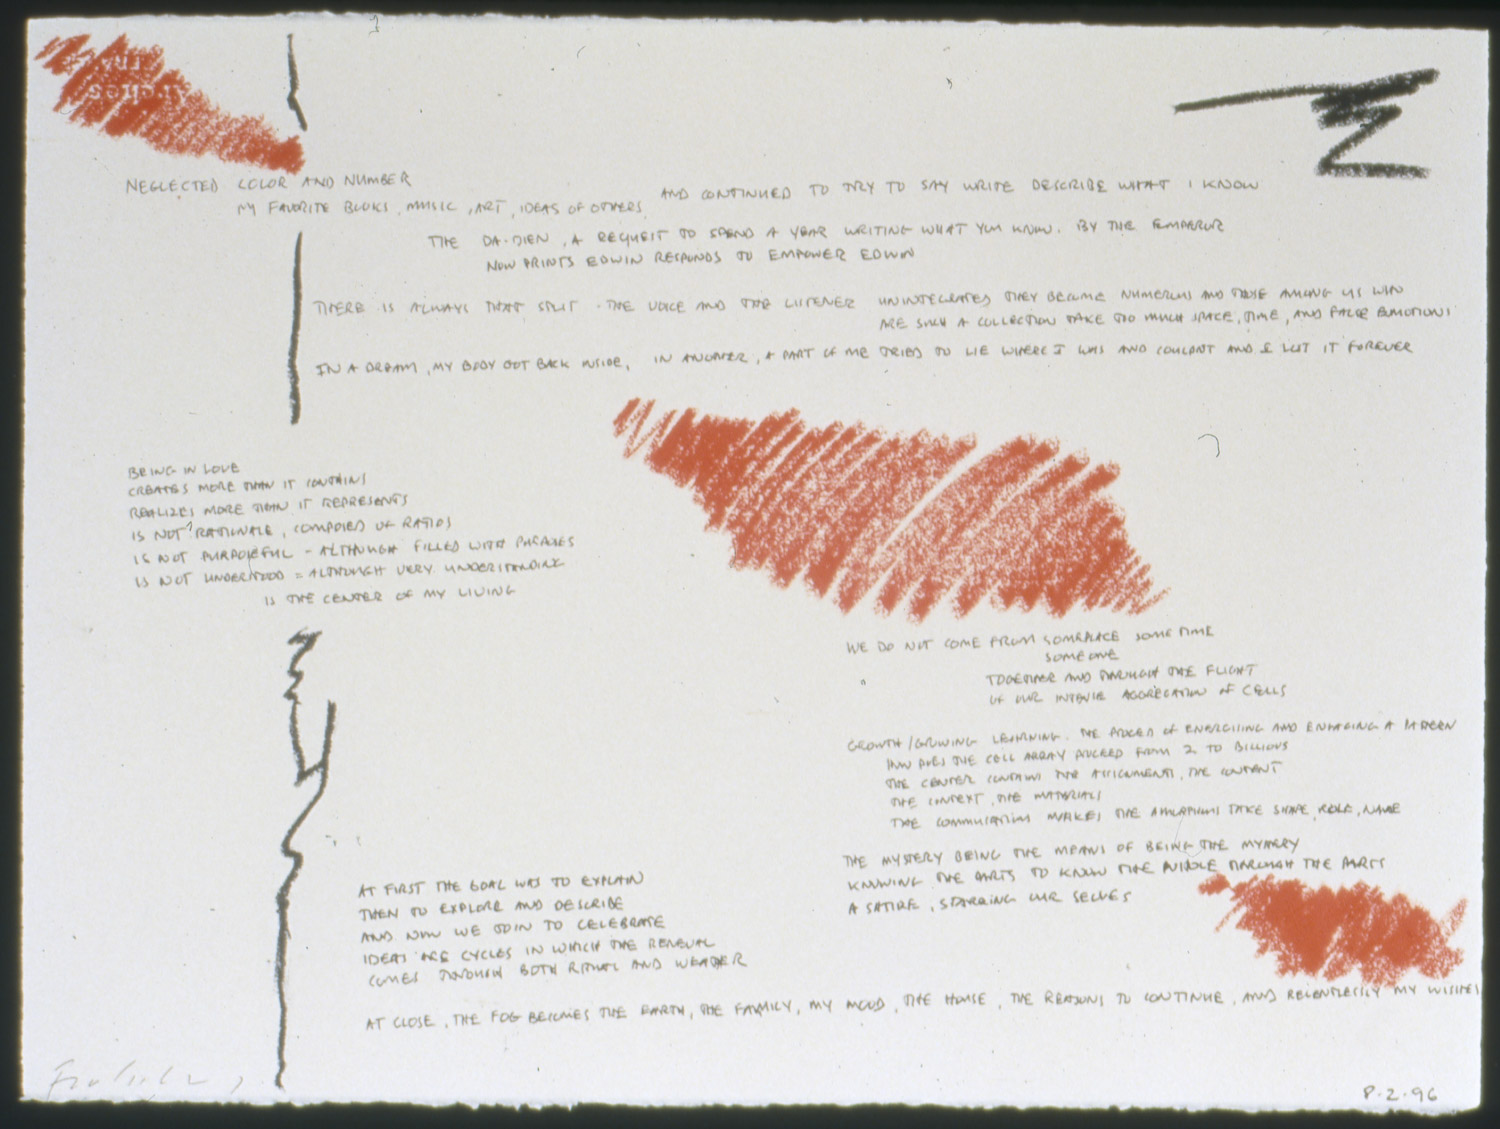 NEGLECTED COLOR AND NUMBER
MY FAVORITE BOOKS, MUSIC, ART, IDEAS OF OTHERS
AND CONTINUED TO TRY TO SAY WRITE DESCRIBE WHAT I KNOW
THE DA-DIEN, A REQUEST TO SPEND A YEAR WRITING WHAT YOU KNOW. BY THE EMPEROR
NOW PRINTS EDWIN RESPONDS TO EMPOWER EDWIN
THERE IS ALWAYS THAT SPLIT - THE VOICE AND THE LISTENER UNINTEGRATED THEY BECOME NUMEROUS AND THOSE AMONG US WHO
ARE SUCH A COLLECTION TAKE TOO MUCH SPACE, TIME, AND FALSE EMOTIONS
IN A DREAM, MY BODY GOT BACK INSIDE, IN ANOTHER, A PART OF ME TRIED TO LIE WHERE I WAS AND COULDNT AND I LOST IT FOREVER
BEING IN LOVE
CREATES MORE THAN IT CONTAINS
REALIZES MORE THAN IT REPRESENTS
IS NOT RATIONALE, COMPOSED OF RATIOS
IS NOT PURPOSEFUL - ALTHOUGH FILLED WITH PURPOSES
IS NOT UNDERSTOOD = ALTHOUGH VERY UNDERSTANDING
IS THE CENTER OF MY LIVING
WE DO NOT COME FROM SOMEPLACE SOME TIME
SOMEONE
TOGETHER AND THROUGH THE FLIGHT
OF OUR INTENSE AGGREGATION OF CELLS
GROWTH/GROWING LEARNING. THE PROCESS OF ENERGISING AND ENGAGING A PATTERN
HOW DOES THE CELL ARRAY PROCEED FROM 2 TO BILLIONS
THE CENTER CONTAINS THE ASSIGNMENTS, THE CONTENT
THE CONTEXT, THE MATERIALS
THE COMMUNICATION MAKES THE TAKE SHAPE, ROLE, NAME
THE MYSTERY BEING THE MEANS OF BEING THE MYSTERY
KNOWING THE PARTS TO KNOW THE WHOLE THROUGH THE PARTS
A SATIRE, STARRING OUR SELVES
AT FIRST THE GOAL WAS TO EXPLAIN
THEN TO EXPLORE AND DESCRIBE
AND NOW WE JOIN TO CELEBRATE
IDEAS ARE CYCLES IN WHICH THE RENEWAL
COMES THROUGH BOTH RITUAL AND WEATHER
AT CLOSE, THE FOG BECOMES THE EARTH, THE FAMILY, MY MOOD, THE HOUSE, THE REASONS TO CONTINUE, AND RELENTLESSLY MY WISHES
8.2.96